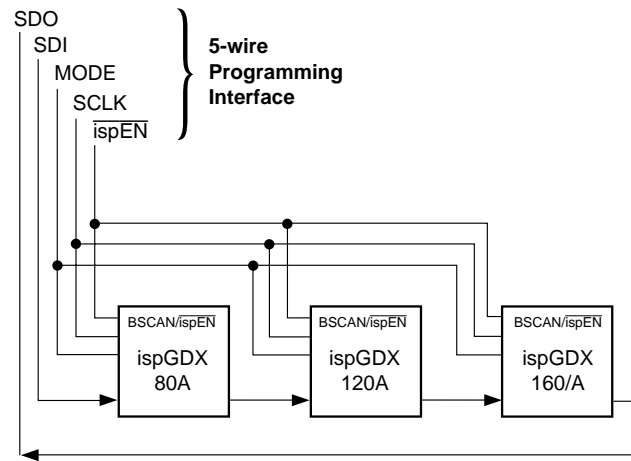 SDO
SDI
MODE
SCLK
ispEN
5-wire
Programming
Interface
BSCAN/ispEN
ispGDX
80A
BSCAN/ispEN
ispGDX
120A
BSCAN/ispEN
ispGDX
160/A